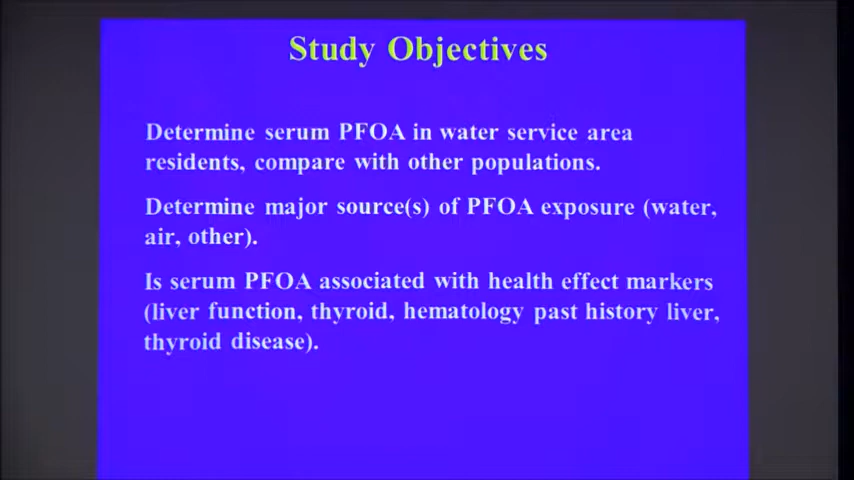 Study Objectives
Determine serum PFOA in water service area
residents, compare with other populations.
Determine major source(s) of PFOA exposure (water,
air, other).
Is serum PFOA associated with health effect markers
(liver function, thyroid, hematology past history liver,
thyroid disease).